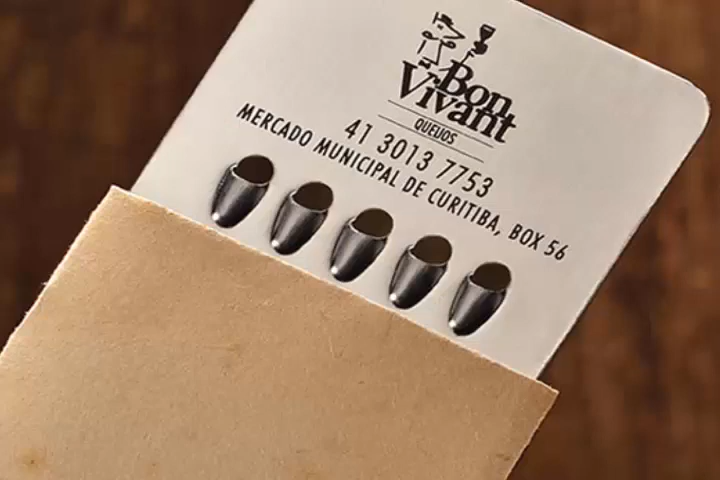 Bon
Vivant
QUEIJOS
41 3013 7753
MERCADO MUNICIPAL DE CURITIBA, BOX 56